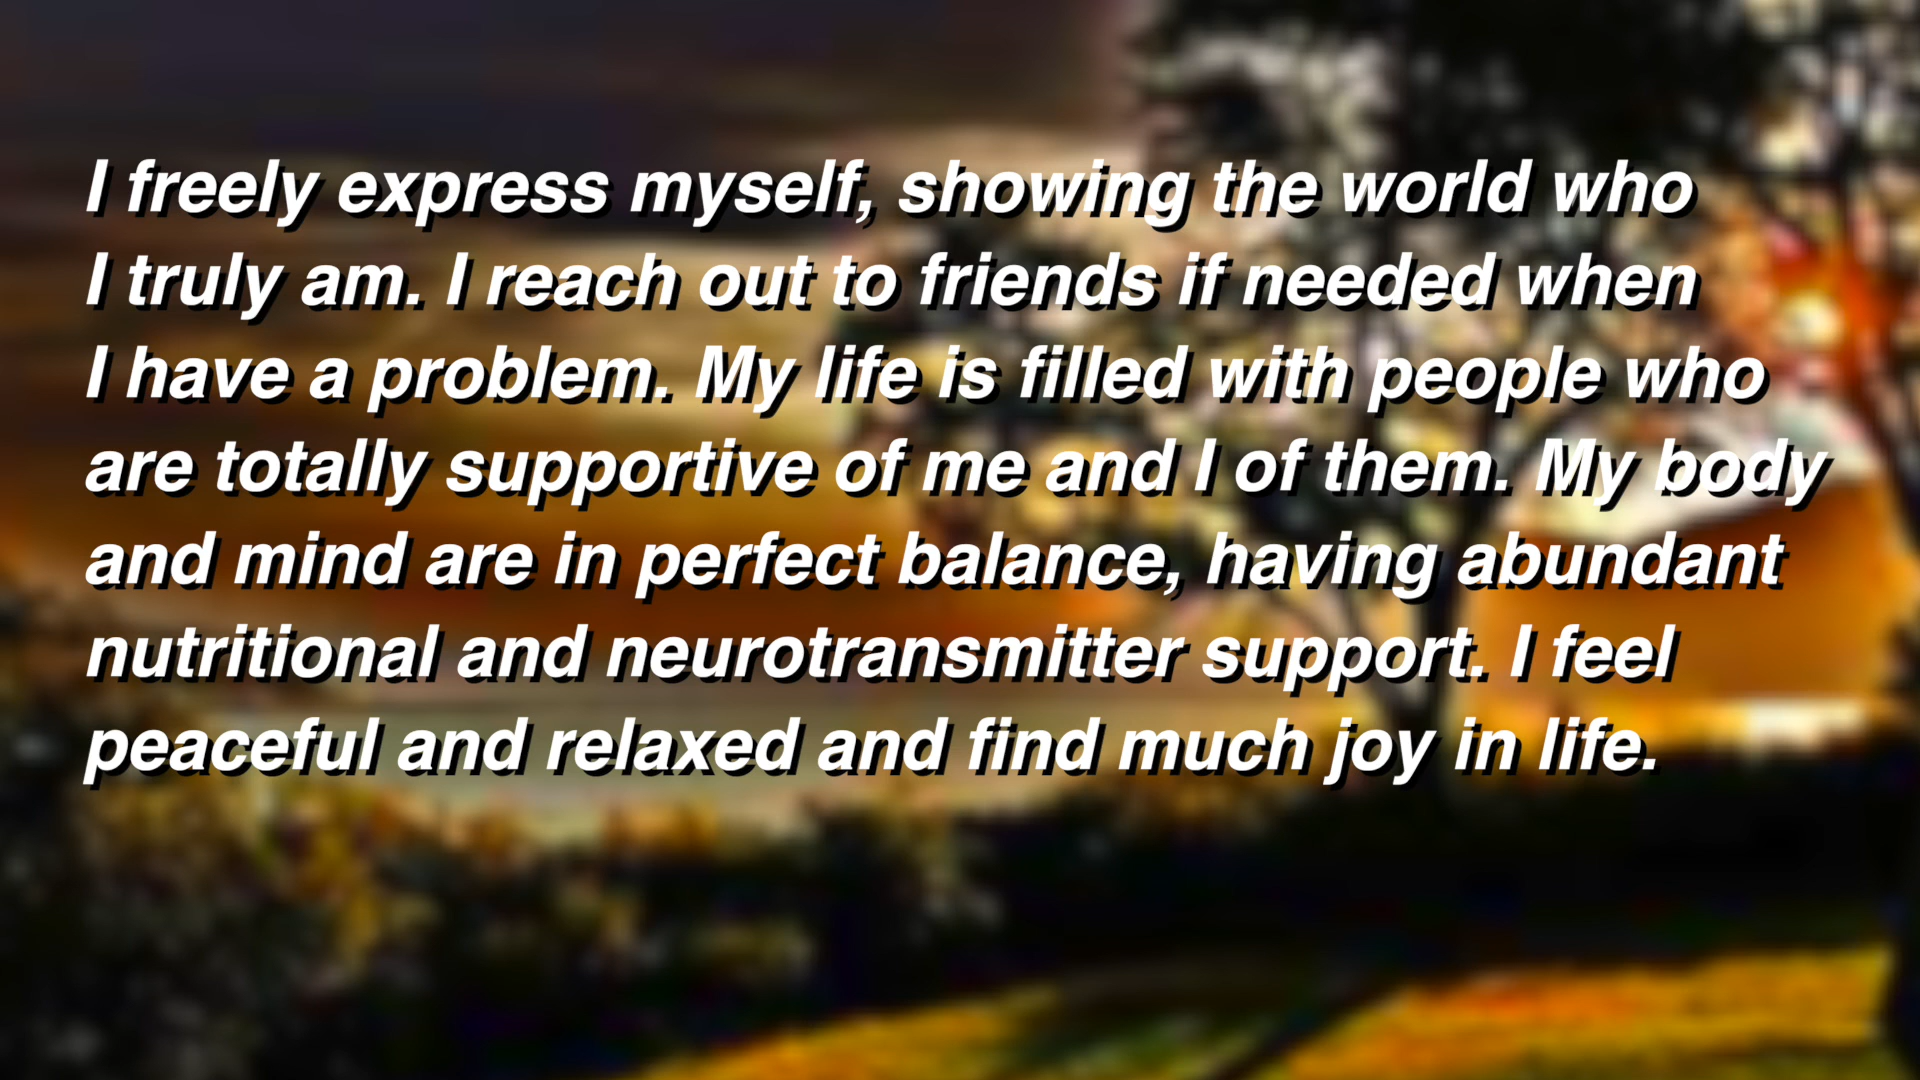 I freely express myself, showing the world who
I truly am. I reach out to friends if needed when
I have a problem. My life is filled with people who
are totally supportive of me and I of them. My body
and mind are in perfect balance, having abundant
nutritional and neurotransmitter support. I feel
peaceful and relaxed and find much joy in life.